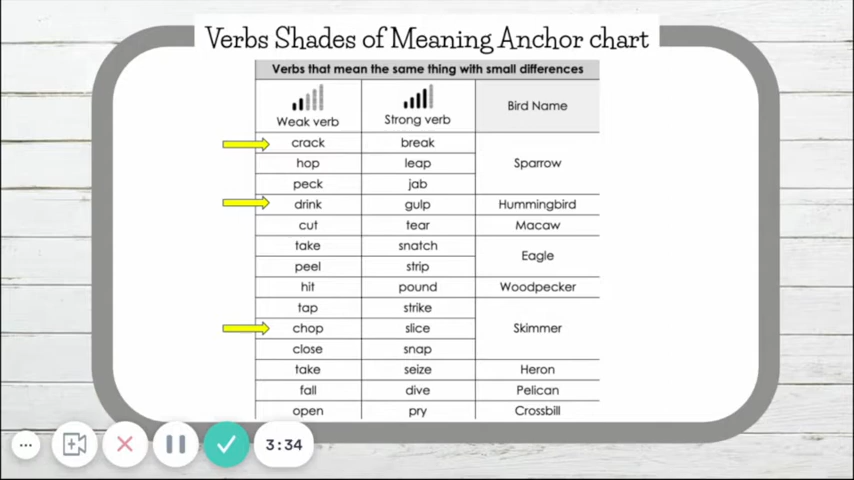 Verbs Shades of Meaning Anchor chart
Verbs that mean the same thing with small differences
Weak verb Strong verb Bird Name
crack break
hop leap Sparrow
peck jab
drink gulp Hummingbird
cut tear Macaw
take snatch
Eagle
peel strip
hit pound Woodpecker
tap strike
chop slice Skimmer
close snap
take seize Heron
fall dive Pelican
open pry Crossbill
3:34